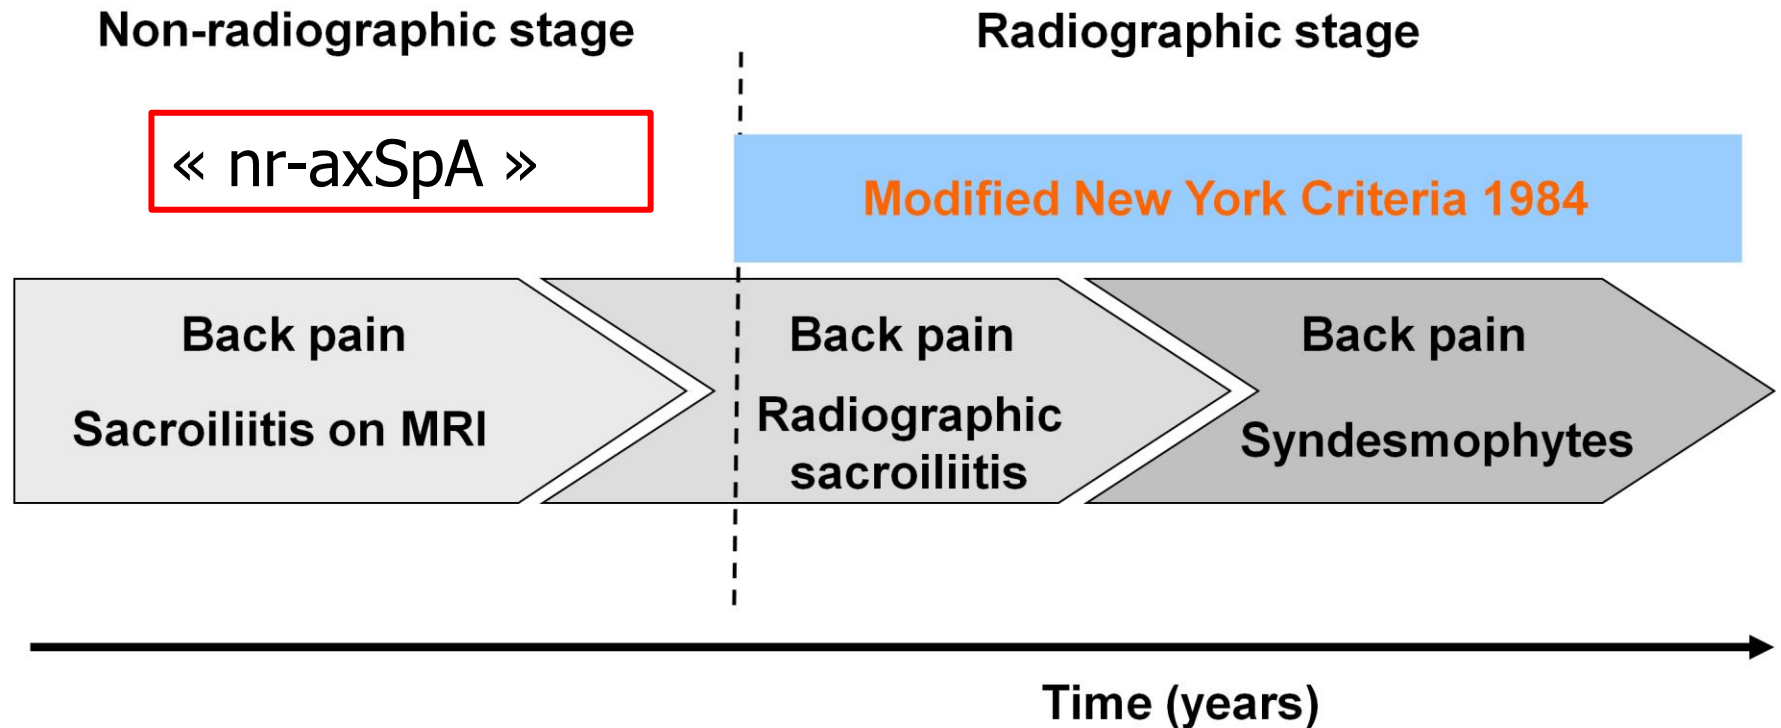 Non-radiographic stage
Radiographic stage
« nr-axSpA »
Modified New York Criteria 1984
Back pain
Sacroiliitis on MRI
Back pain
Radiographic
sacroiliitis
Back pain
Syndesmophytes
Time (years)